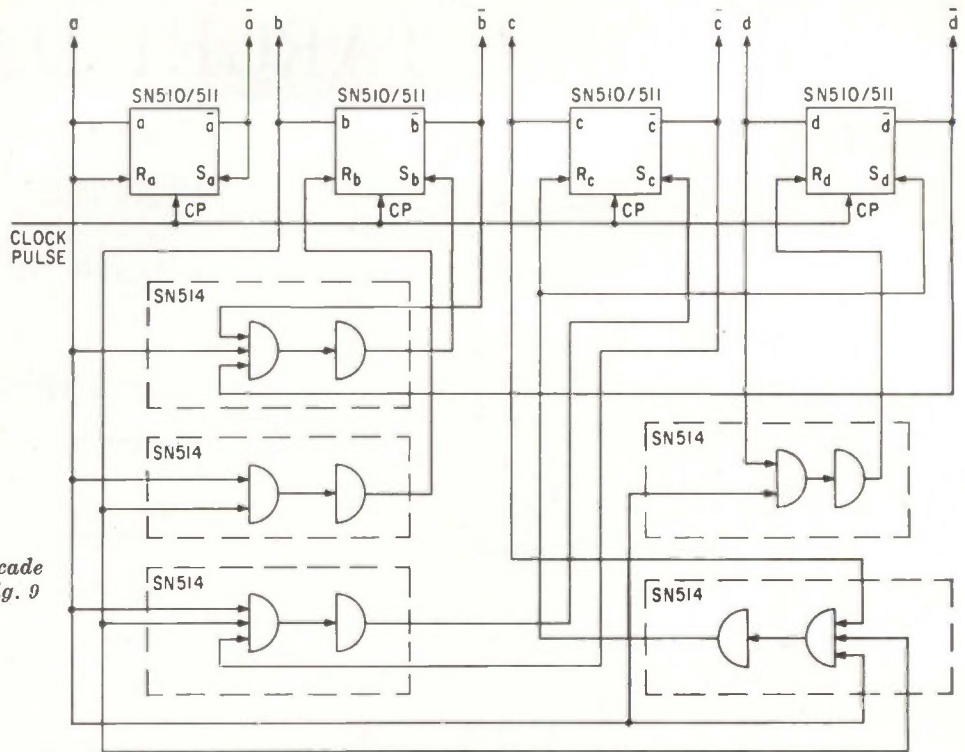 a a̅ b b̅ c c̅ d d̅
SN510/511 SN510/511 SN510/511 SN510/511
a a̅ b b̅ c c̅ d d̅
Ra Sa Rb Sb Rc Sc Rd Sd
CP CP CP CP
CLOCK
PULSE
SN514
SN514 SN514
cade
ig. 9
SN514 SN514